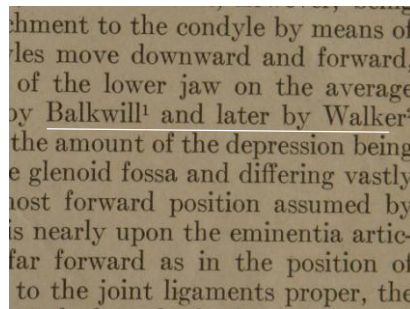 chment to the condyle by means of
les move downward and forward,
of the lower jaw on the average
by Balkwill¹ and later by Walker²
the amount of the depression being
e glenoid fossa and differing vastly
nost forward position assumed by
is nearly upon the eminentia artic-
far forward as in the position of
to the joint ligaments proper, the